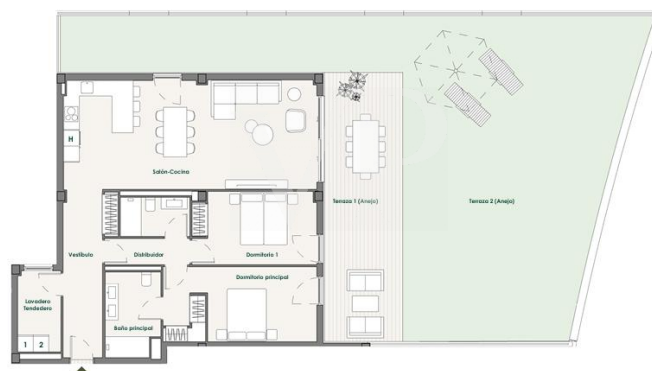 H
Salón-Cocina
Terraza 1 (Anejo)
Terraza 2 (Anejo)
Vestíbulo
Distribuidor
Dormitorio 1
Dormitorio principal
Lavadero
Tendedero
Baño principal
1 2